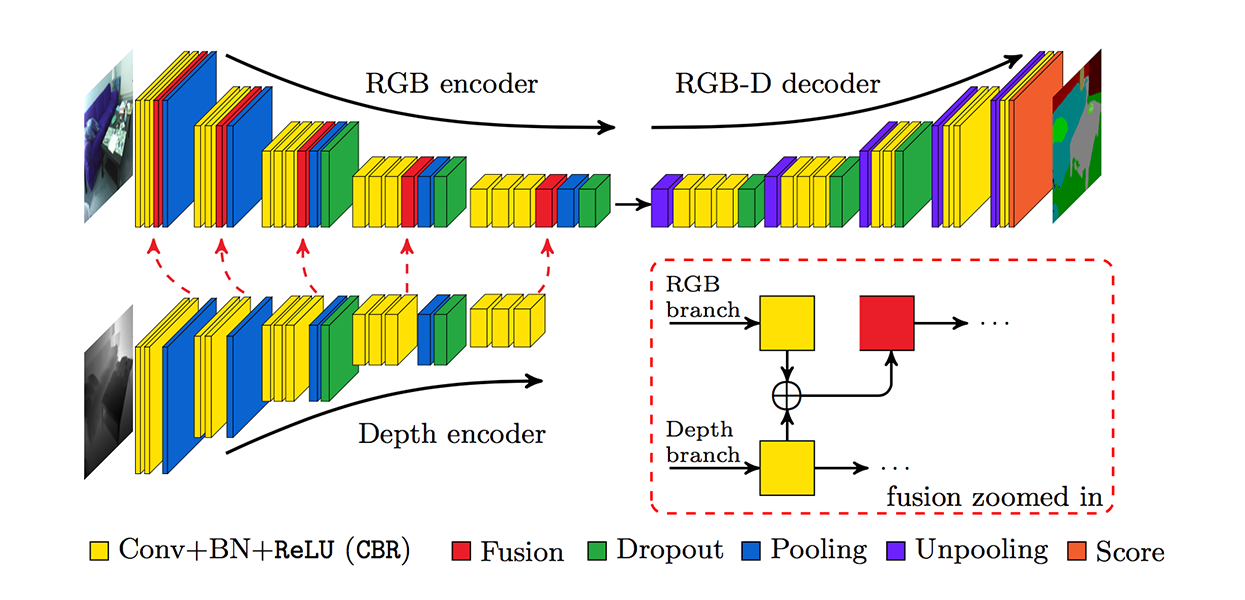 RGB encoder
RGB-D decoder
RGB
branch
Depth
branch
. . .
. . .
fusion zoomed in
Depth encoder
Conv+BN+ReLU (CBR)
Fusion
Dropout
Pooling
Unpooling
Score